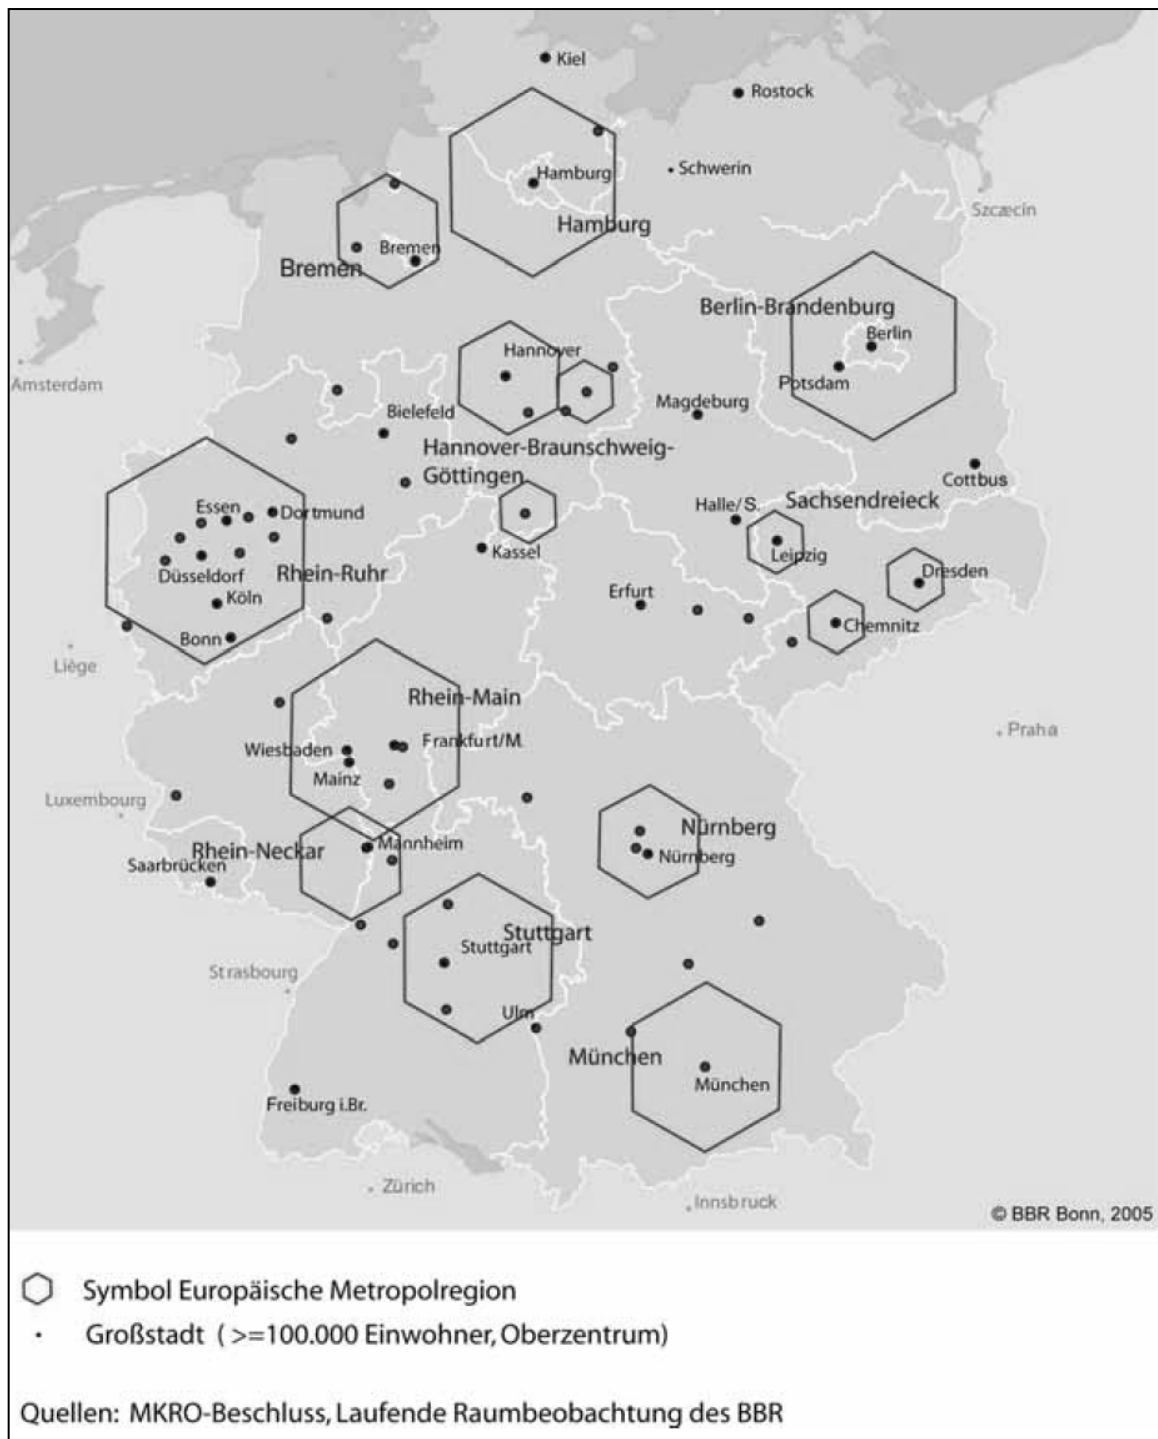 Kiel
Rostock
Schwerin
Hamburg
Szczecin
Hamburg
Bremen
Bremen
Berlin-Brandenburg
Berlin
Hannover
Amsterdam
Potsdam
Magdeburg
Bielefeld
Hannover-Braunschweig-
Göttingen
Cottbus
Essen
Dortmund
Halle/S.
Sachsendreieck
Kassel
Leipzig
Düsseldorf
Rhein-Ruhr
Dresden
Köln
Erfurt
Chemnitz
Bonn
Liège
Rhein-Main
Praha
Wiesbaden
Frankfurt/M.
Mainz
Luxembourg
Nürnberg
Rhein-Neckar
Mannheim
Nürnberg
Saarbrücken
Stuttgart
Stuttgart
Strasbourg
Ulm
München
München
Freiburg i.Br.
Zürich
Innsbruck
© BBR Bonn, 2005
Symbol Europäische Metropolregion
Großstadt ( >=100.000 Einwohner, Oberzentrum)
Quellen: MKRO-Beschluss, Laufende Raumbeobachtung des BBR